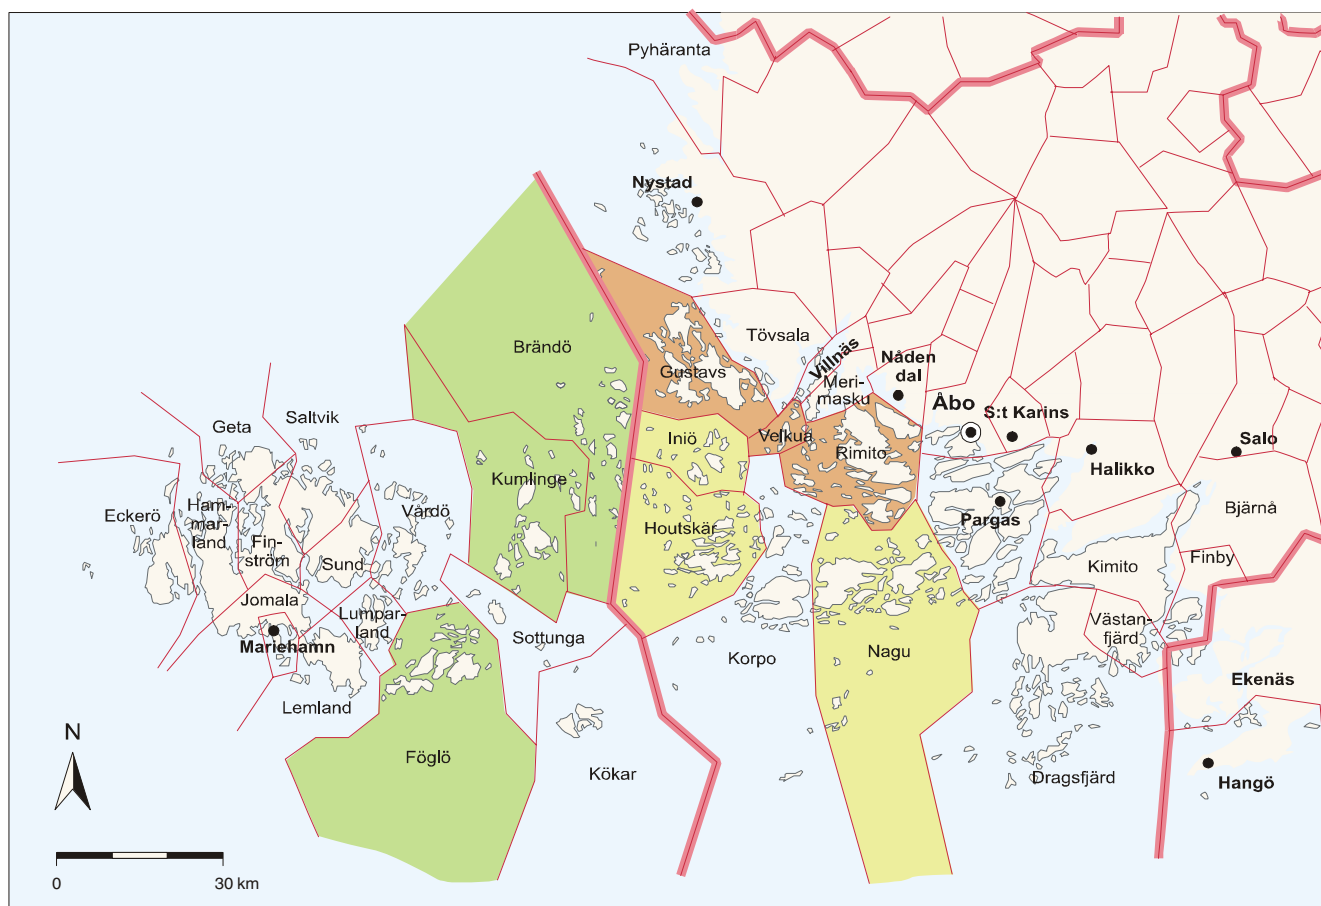 Pyhäranta
Nystad
Brändö
Tövsala
Villnäs
Gustavs
Meri-
masku
Nåden
dal
Åbo
S:t Karins
Geta
Saltvik
Iniö
Velkua
Rimito
Halikko
Salo
Kumlinge
Eckerö
Ham-
mar-
land
Vårdö
Houtskär
Pargas
Bjärnå
Fin-
ström
Sund
Kimito
Finby
Jomala
Lumpar-
land
Västan-
fjärd
Mariehamn
Sottunga
Korpo
Nagu
Ekenäs
Lemland
N
Föglö
Kökar
Dragsfjärd
Hangö
0
30 km